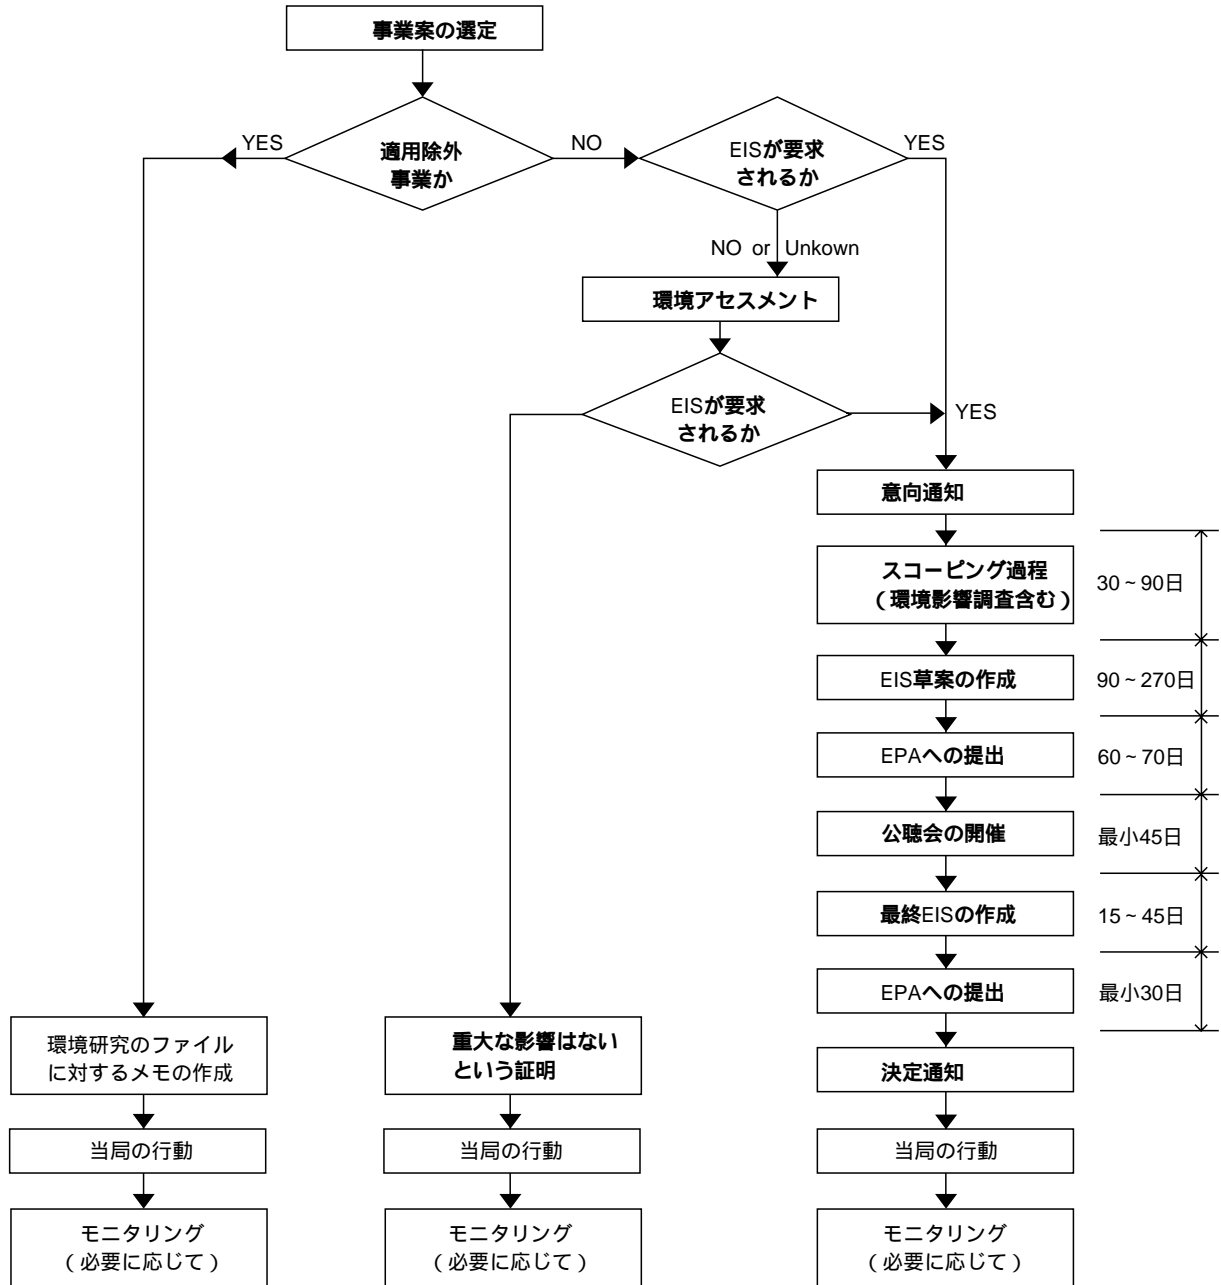 事業案の選定
YES
適用除外
事業か
NO
EISが要求
されるか
YES
NO or Unkown
環境アセスメント
EISが要求
されるか
YES
意向通知
スコーピング過程
(環境影響調査含む)
30~90日
EIS草案の作成
90~270日
EPAへの提出
60~70日
公聴会の開催
最小45日
最終EISの作成
15~45日
EPAへの提出
最小30日
環境研究のファイル
に対するメモの作成
重大な影響はない
という証明
決定通知
当局の行動
当局の行動
当局の行動
モニタリング
(必要に応じて)
モニタリング
(必要に応じて)
モニタリング
(必要に応じて)